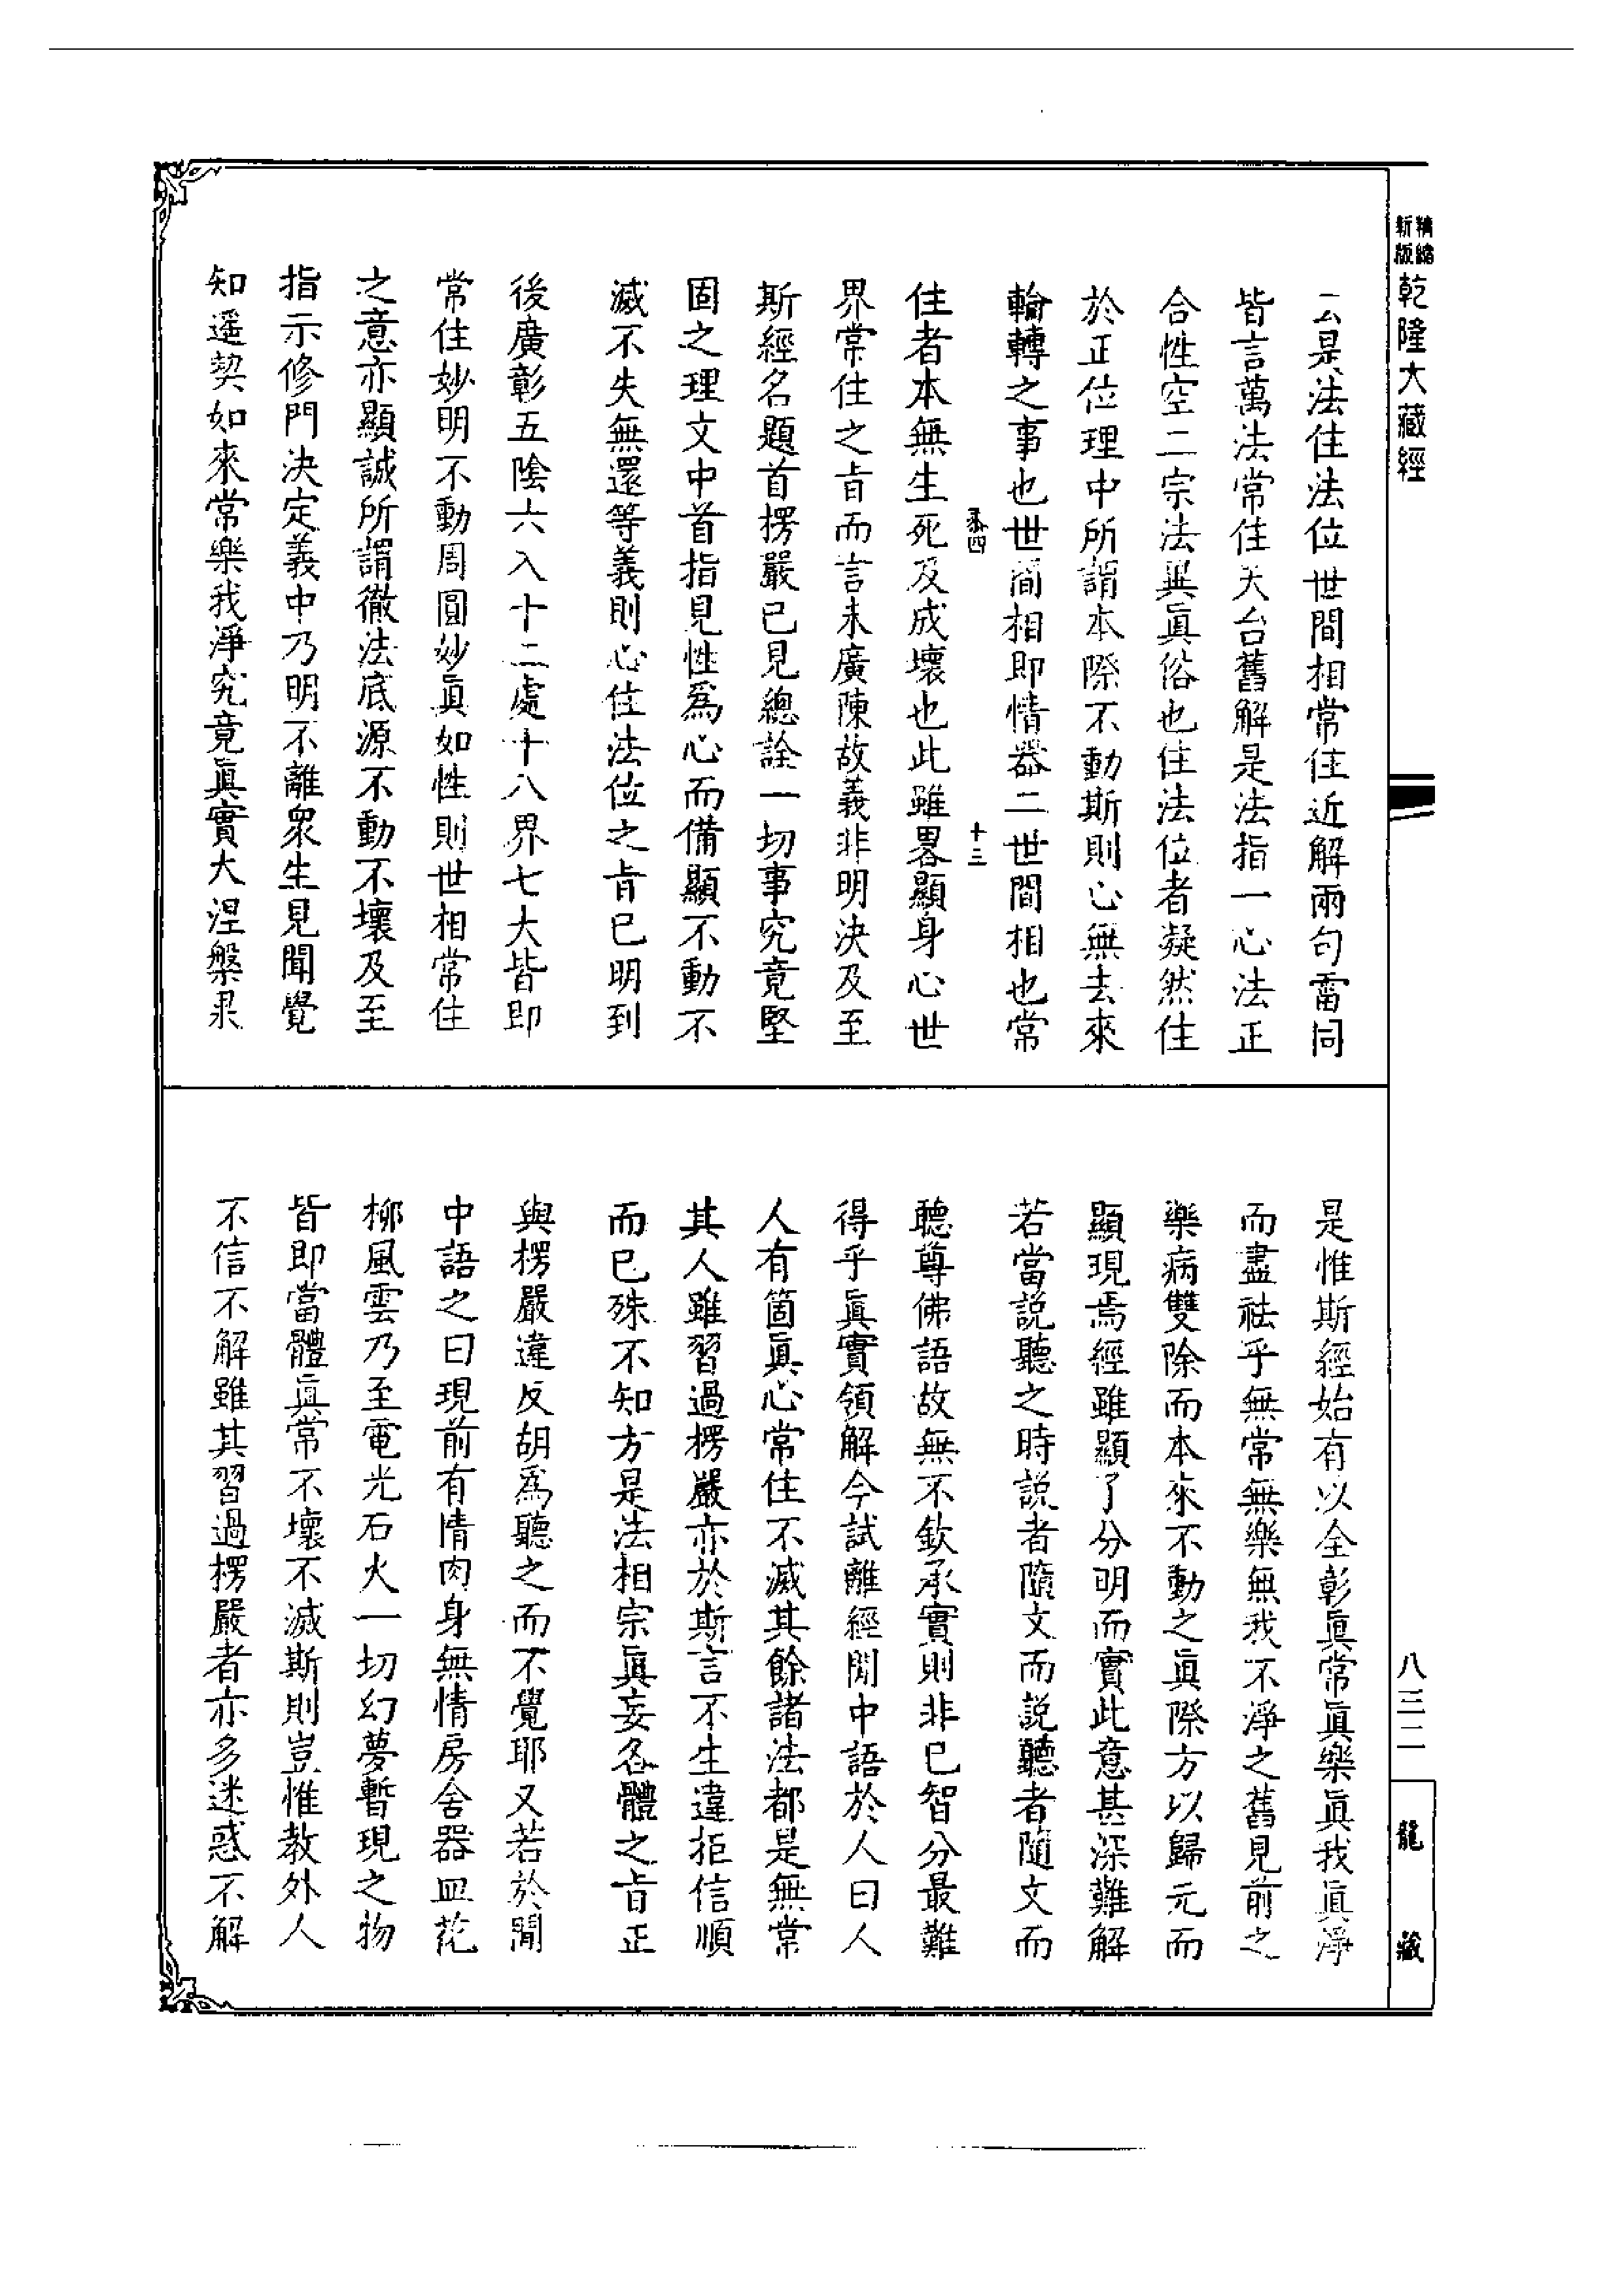 精縮
新版
乾隆大藏經
云是法住法位世間相常住近解兩句雷同
皆言萬法常住天台舊解是法指一心法正
合性空二宗法異眞俗也住法位者凝然住
於正位理中所謂本際不動斯則心無去來
輪轉之事也世間相即情器二世間相也常
十三
住者本無生死及成壞也此雖畧顯身心世
界常住之旨而言未廣陳故義非明決及至
斯經名題首楞嚴已見總詮一切事究竟堅
固之理文中首指見性爲心而備顯不動不
滅不失無還等義則心住法位之旨已明到
後廣彰五陰六入十二處十八界七大皆即
常住妙明不動周圓妙眞如性則世相常住
之意亦顯誠所謂徹法底源不動不壞及至
指示修門決定義中乃明不離衆生見聞覺
知遥契如來常樂我淨究竟眞實大涅槃果
是惟斯經始有以全彰眞常眞樂眞我眞淨
而盡祛乎無常無樂無我不淨之舊見前之
藥病雙除而本來不動之眞際方以歸元而
顯現焉經雖顯了分明而實此意甚深難解
若當説聽之時説者隨文而説聽者隨文而
聽尊佛語故無不欽承實則非已智分最難
得乎眞實領解今試離經閒中語於人曰人
人有箇眞心常住不滅其餘諸法都是無常
其人雖習過楞嚴亦於斯言不生違拒信順
而已殊不知方是法相宗眞妄各體之旨正
與楞嚴違反胡爲聽之而不覺耶又若於閒
中語之曰現前有情肉身無情房舍器皿花
柳風雲乃至電光石火一切幻夢暫現之物
皆即當體眞常不壞不滅斯則豈惟教外人
不信不解雖其習過楞嚴者亦多迷惑不解
八三二
龍藏